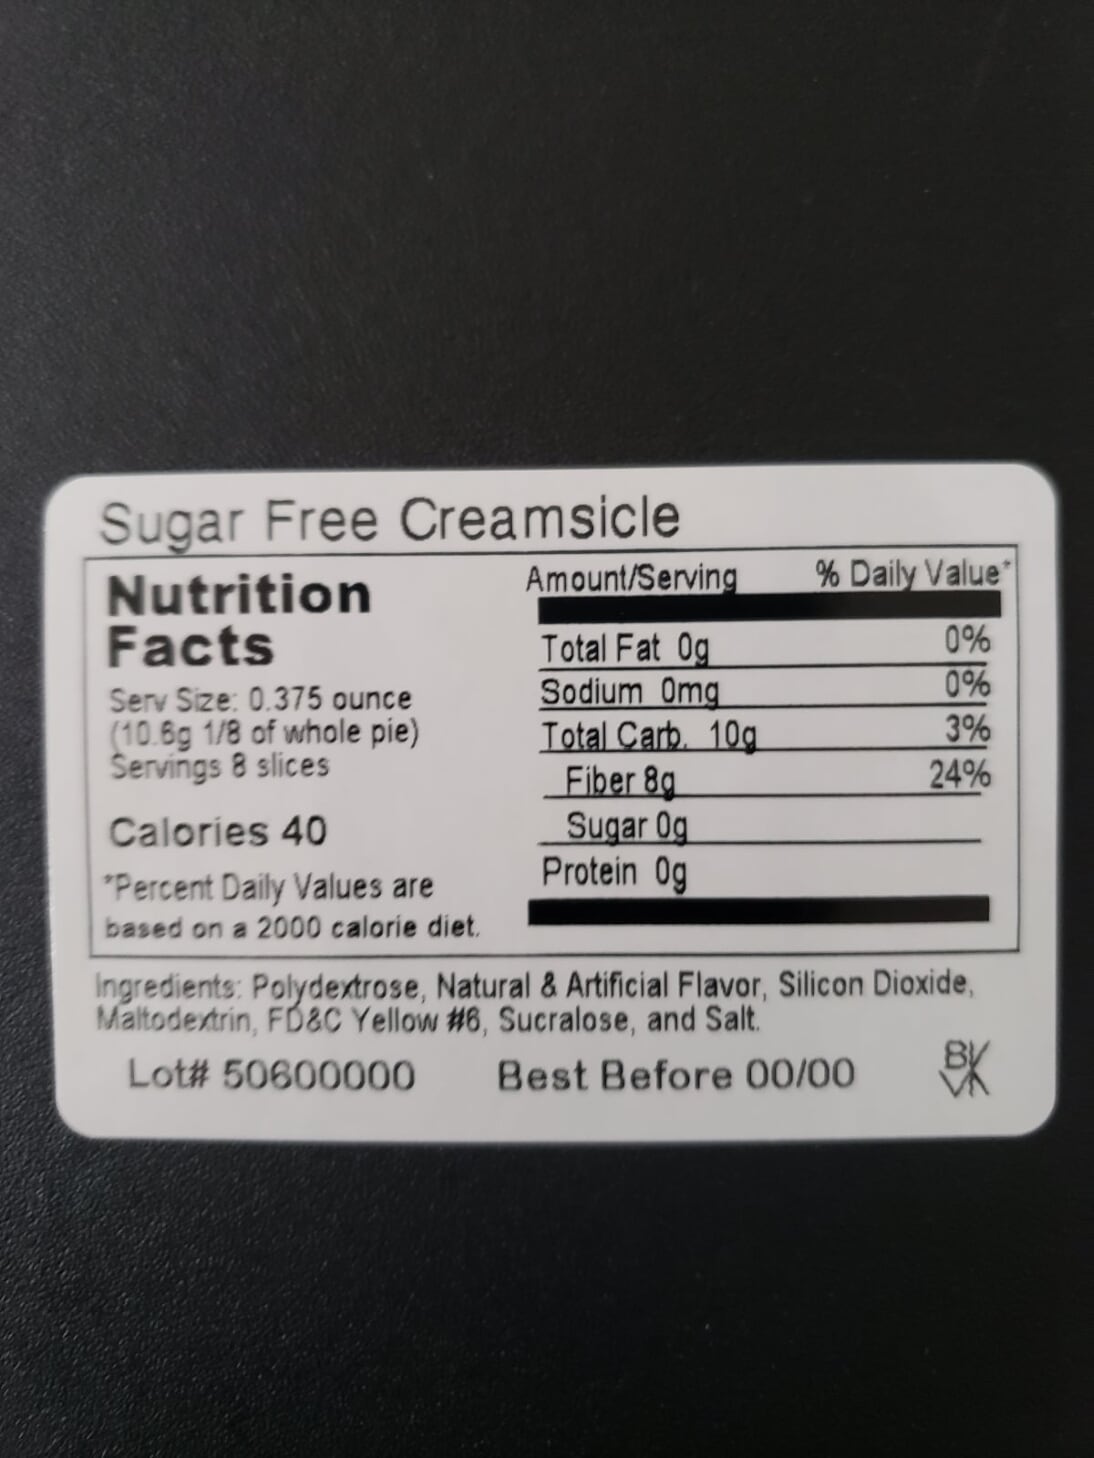 Sugar Free Creamsicle
Nutrition
Facts
Serv Size: 0.375 ounce
(10.6g 1/8 of whole pie)
Servings 8 slices
Calories 40
*Percent Daily Values are
based on a 2000 calorie diet.
Amount/Serving % Daily Value*
Total Fat 0g 0%
Sodium 0mg 0%
Total Carb. 10g 3%
Fiber 8g 24%
Sugar 0g
Protein 0g
Ingredients: Polydextrose, Natural & Artificial Flavor, Silicon Dioxide,
Maltodextrin, FD&C Yellow #6, Sucralose, and Salt.
Lot# 50600000 Best Before 00/00